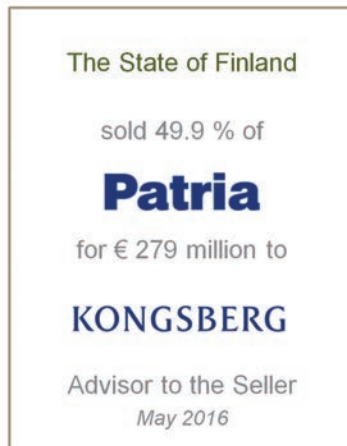 The State of Finland
sold 49.9 % of
Patria
for € 279 million to
KONGSBERG
Advisor to the Seller
May 2016